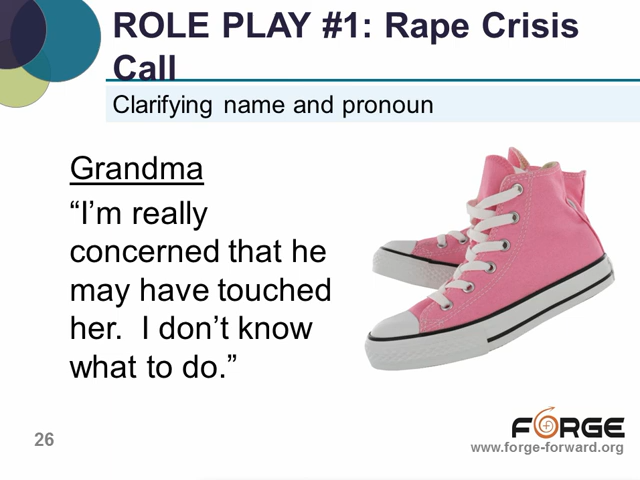 ROLE PLAY #1: Rape Crisis
Call
Clarifying name and pronoun
Grandma
“I’m really
concerned that he
may have touched
her.  I don’t know
what to do.”
26
FORGE
www.forge-forward.org